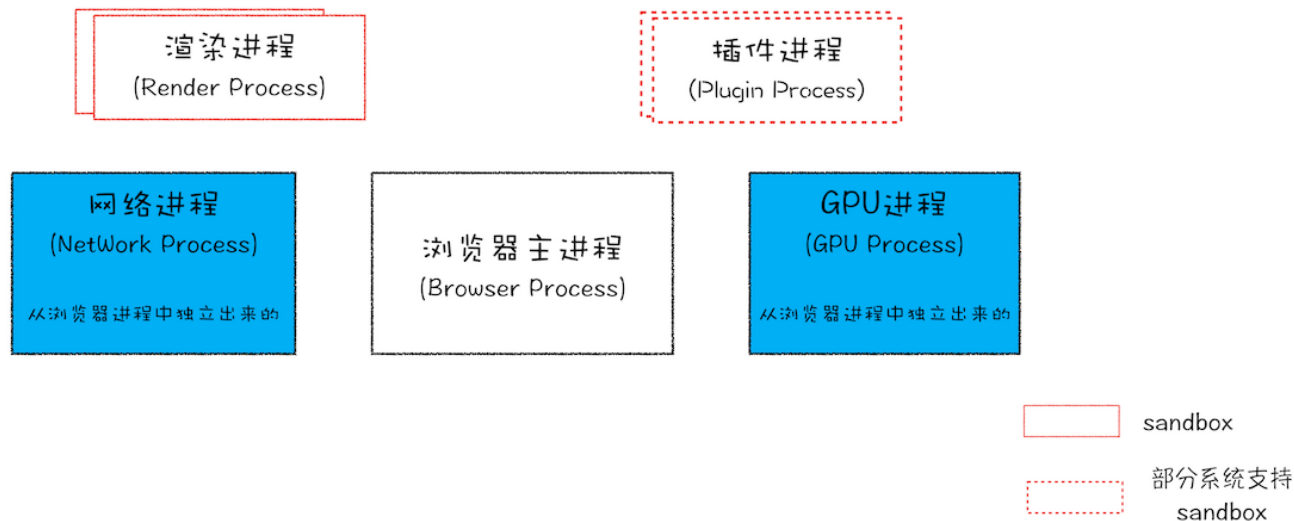 渲染进程
(Render Process)
插件进程
(Plugin Process)
网络进程
(NetWork Process)
从浏览器进程中独立出来的
浏览器主进程
(Browser Process)
GPU进程
(GPU Process)
从浏览器进程中独立出来的
sandbox
部分系统支持
sandbox